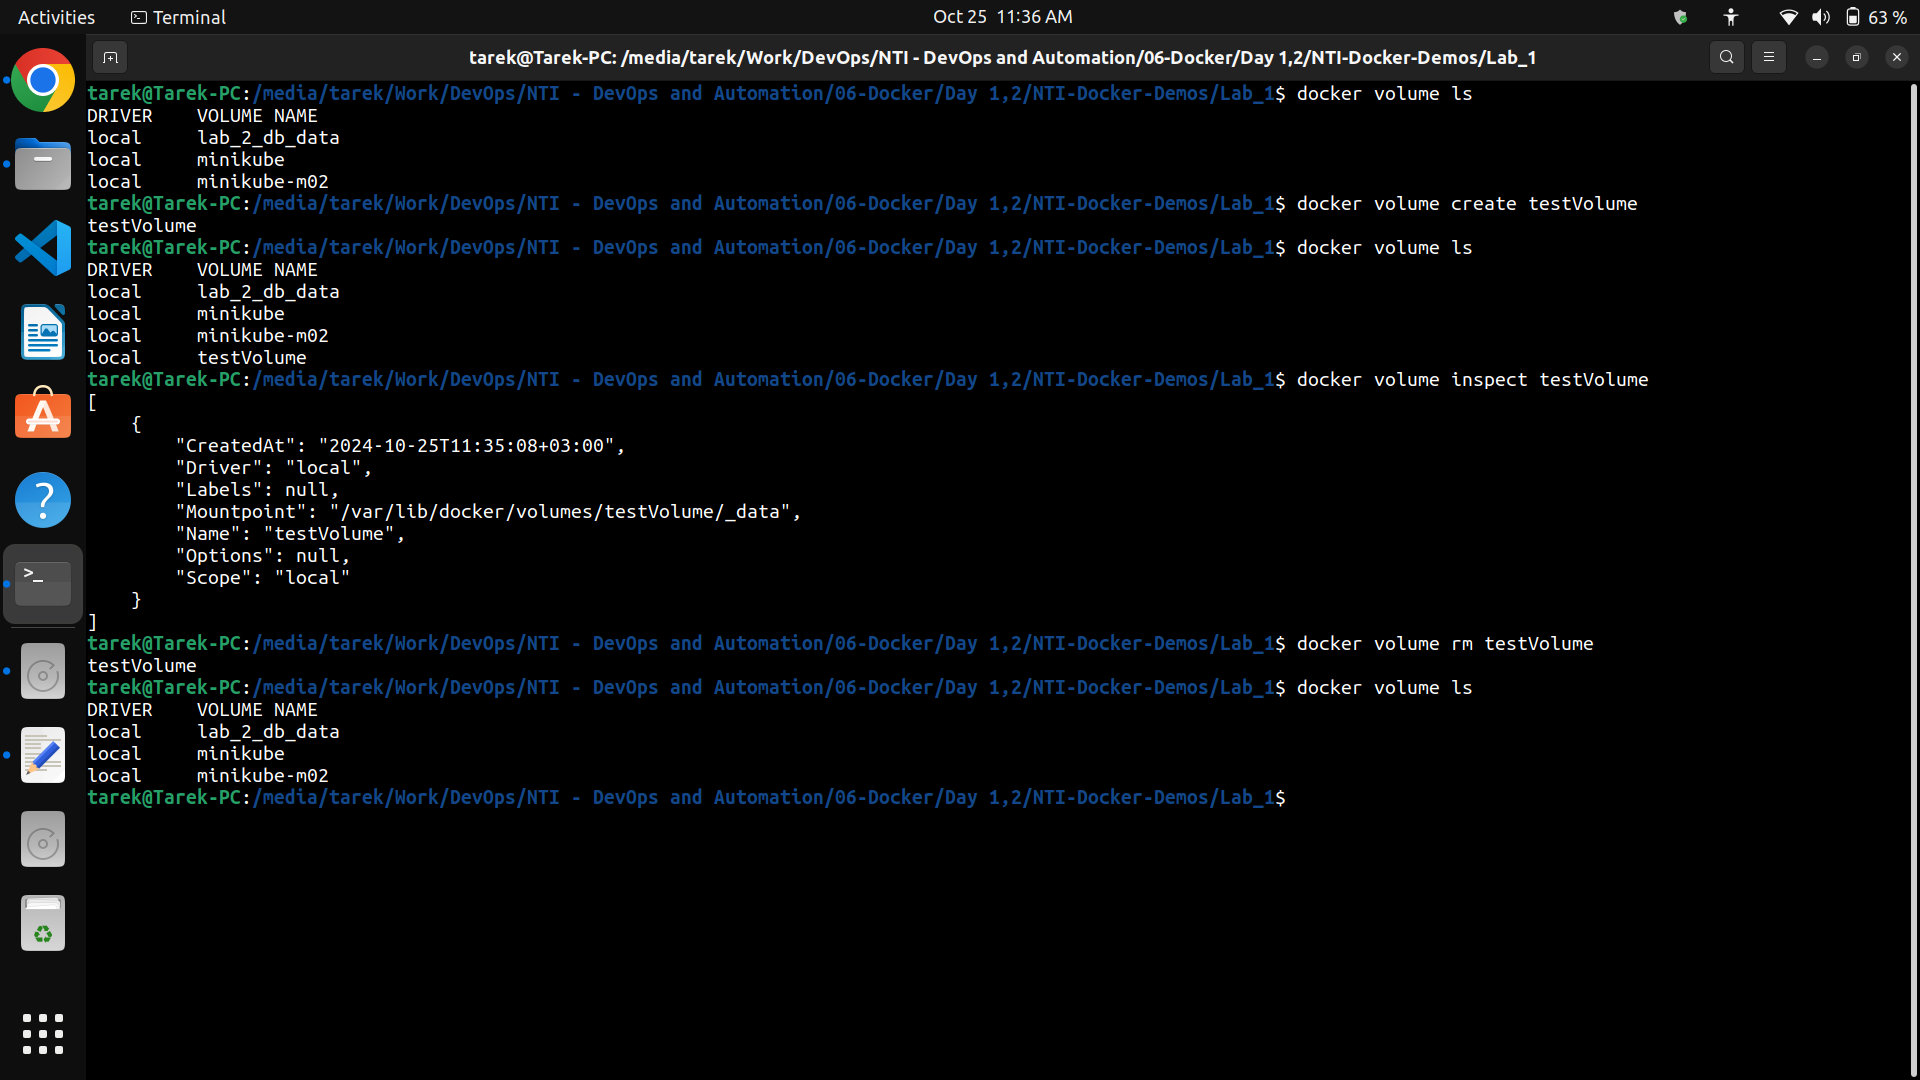 Activities Terminal Oct 25 11:36 AM 63 %
tarek@Tarek-PC: /media/tarek/Work/DevOps/NTI - DevOps and Automation/06-Docker/Day 1,2/NTI-Docker-Demos/Lab_1
tarek@Tarek-PC:/media/tarek/Work/DevOps/NTI - DevOps and Automation/06-Docker/Day 1,2/NTI-Docker-Demos/Lab_1$ docker volume ls
DRIVER    VOLUME NAME
local     lab_2_db_data
local     minikube
local     minikube-m02
tarek@Tarek-PC:/media/tarek/Work/DevOps/NTI - DevOps and Automation/06-Docker/Day 1,2/NTI-Docker-Demos/Lab_1$ docker volume create testVolume
testVolume
tarek@Tarek-PC:/media/tarek/Work/DevOps/NTI - DevOps and Automation/06-Docker/Day 1,2/NTI-Docker-Demos/Lab_1$ docker volume ls
DRIVER    VOLUME NAME
local     lab_2_db_data
local     minikube
local     minikube-m02
local     testVolume
tarek@Tarek-PC:/media/tarek/Work/DevOps/NTI - DevOps and Automation/06-Docker/Day 1,2/NTI-Docker-Demos/Lab_1$ docker volume inspect testVolume
[
    {
        "CreatedAt": "2024-10-25T11:35:08+03:00",
        "Driver": "local",
        "Labels": null,
        "Mountpoint": "/var/lib/docker/volumes/testVolume/_data",
        "Name": "testVolume",
        "Options": null,
        "Scope": "local"
    }
]
tarek@Tarek-PC:/media/tarek/Work/DevOps/NTI - DevOps and Automation/06-Docker/Day 1,2/NTI-Docker-Demos/Lab_1$ docker volume rm testVolume
testVolume
tarek@Tarek-PC:/media/tarek/Work/DevOps/NTI - DevOps and Automation/06-Docker/Day 1,2/NTI-Docker-Demos/Lab_1$ docker volume ls
DRIVER    VOLUME NAME
local     lab_2_db_data
local     minikube
local     minikube-m02
tarek@Tarek-PC:/media/tarek/Work/DevOps/NTI - DevOps and Automation/06-Docker/Day 1,2/NTI-Docker-Demos/Lab_1$